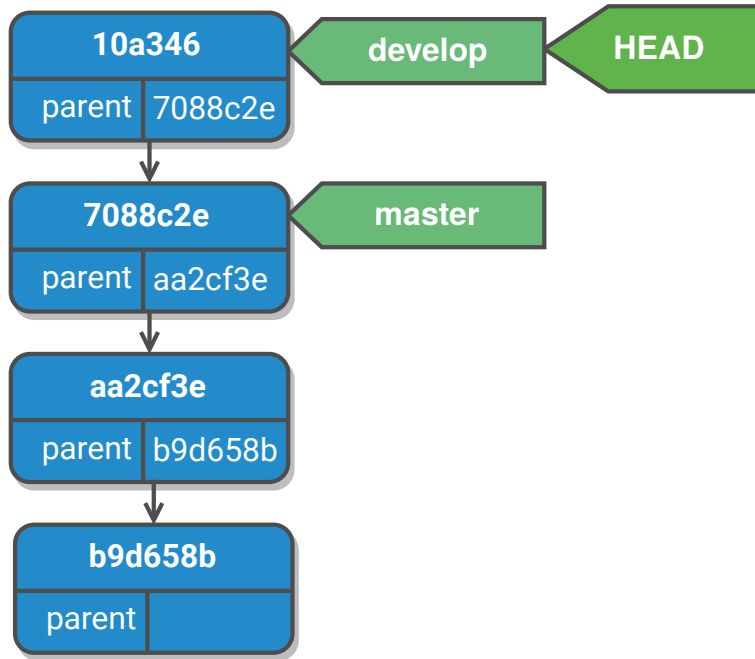 10a346 develop HEAD
parent 7088c2e
7088c2e master
parent aa2cf3e
aa2cf3e
parent b9d658b
b9d658b
parent